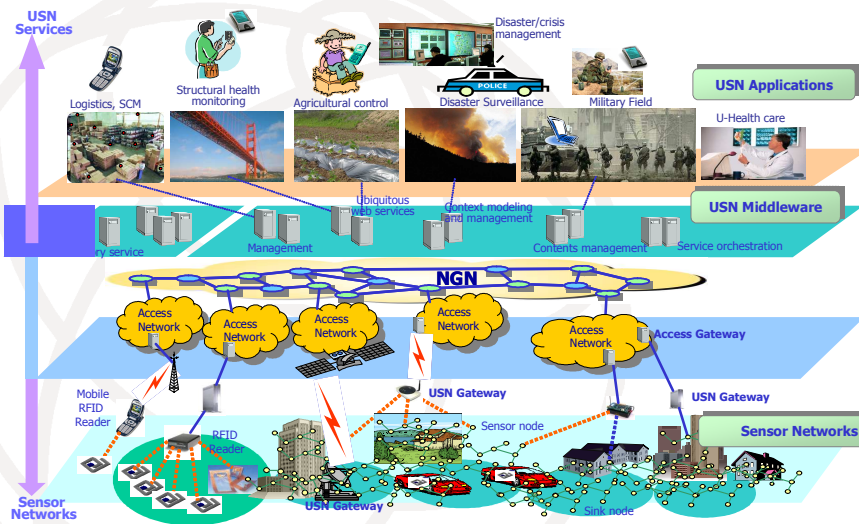 USN
Services
Disaster/crisis
management
Structural health
monitoring
Logistics, SCM
Agricultural control
POLICE
Disaster Surveillance
Military Field
USN Applications
U-Health care
Ubiquitous
web services
Context modeling
and management
USN Middleware
ry service
Management
Contents management
Service orchestration
NGN
Access
Network
Access
Network
Access
Network
Access
Network
Access
Network
Access Gateway
Mobile
RFID
Reader
USN Gateway
USN Gateway
RFID
Reader
Sensor node
Sensor Networks
USN Gateway
Sink node
Sensor
Networks